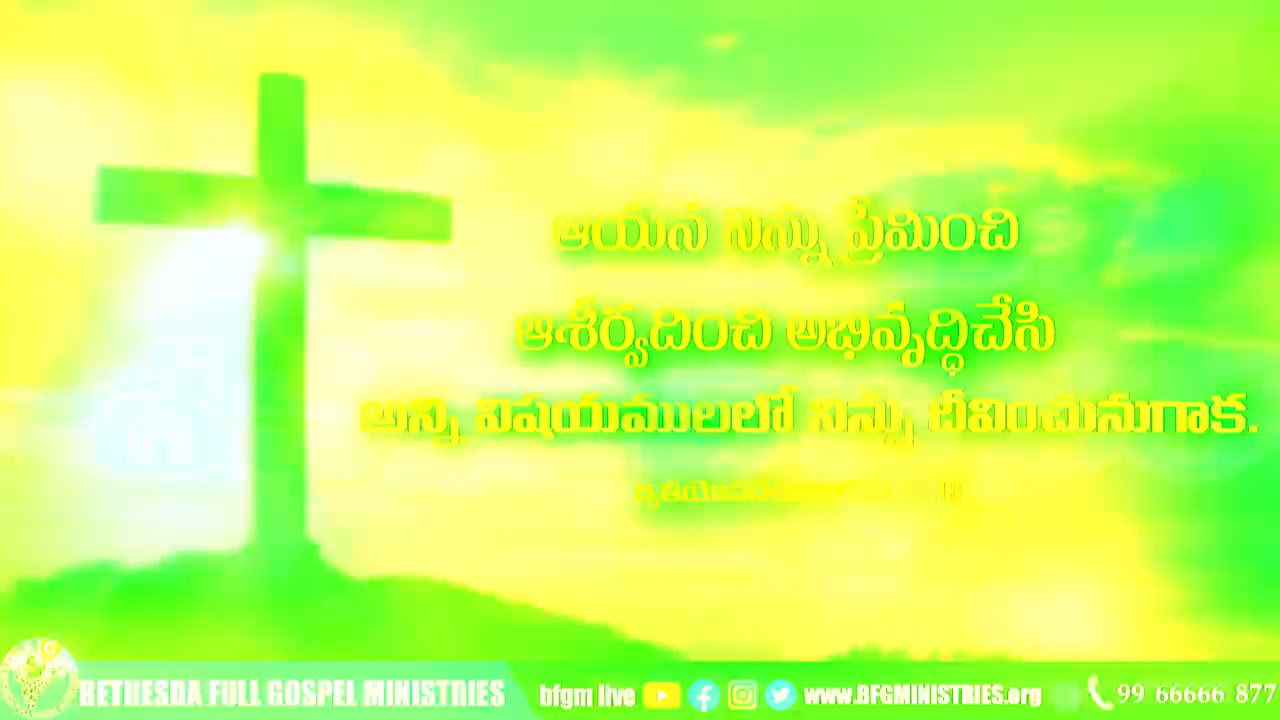 ఆయన నిన్ను ప్రేమించి
ఆశీర్వదించి అభివృద్ధిచేసి
అన్ని విషయములలో నిన్ను దీవించునుగాక.
BETHESDA FULL GOSPEL MINISTRIES
bfgm live
www.BFGMINISTRIES.org
99 66666 877